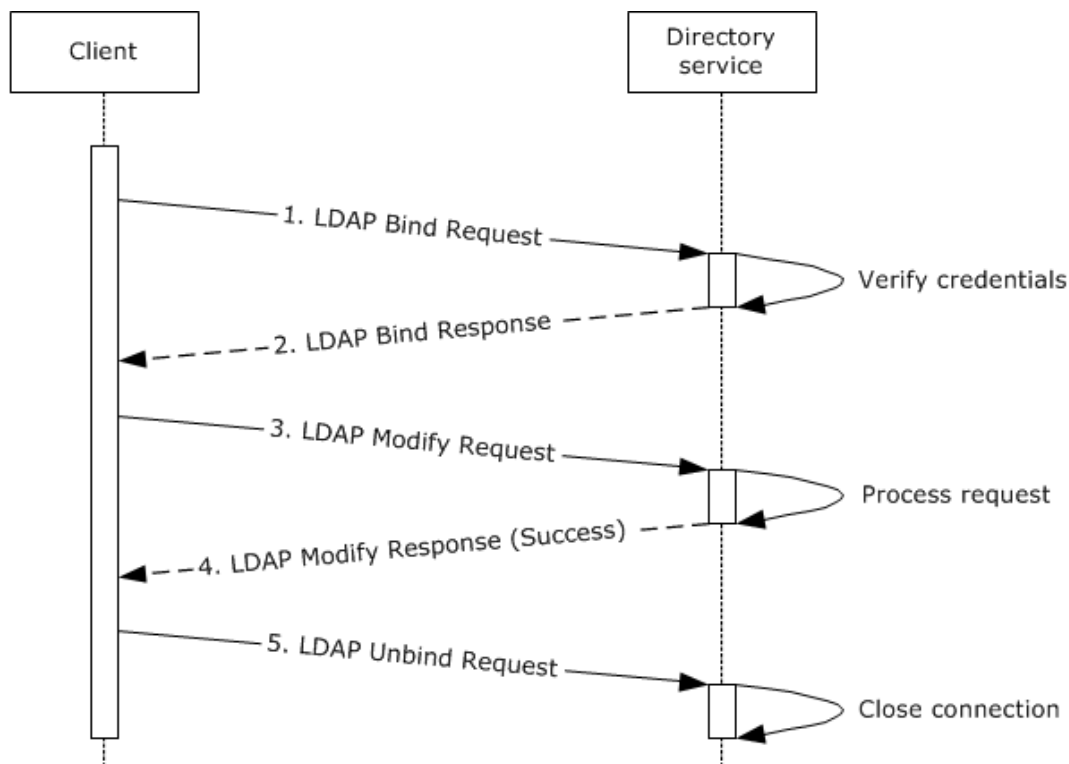 Client
Directory
service
1. LDAP Bind Request
Verify credentials
2. LDAP Bind Response
3. LDAP Modify Request
Process request
4. LDAP Modify Response (Success)
5. LDAP Unbind Request
Close connection